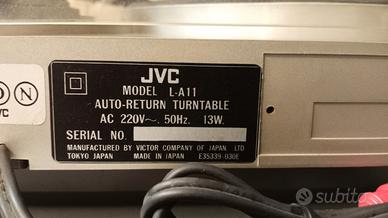 JVC
MODEL L-A11
AUTO-RETURN TURNTABLE
AC 220V~. 50Hz. 13W.
SERIAL NO.
MANUFACTURED BY VICTOR COMPANY OF JAPAN, LTD
TOKYO JAPAN MADE IN JAPAN E35339-030E
N
VC
subito